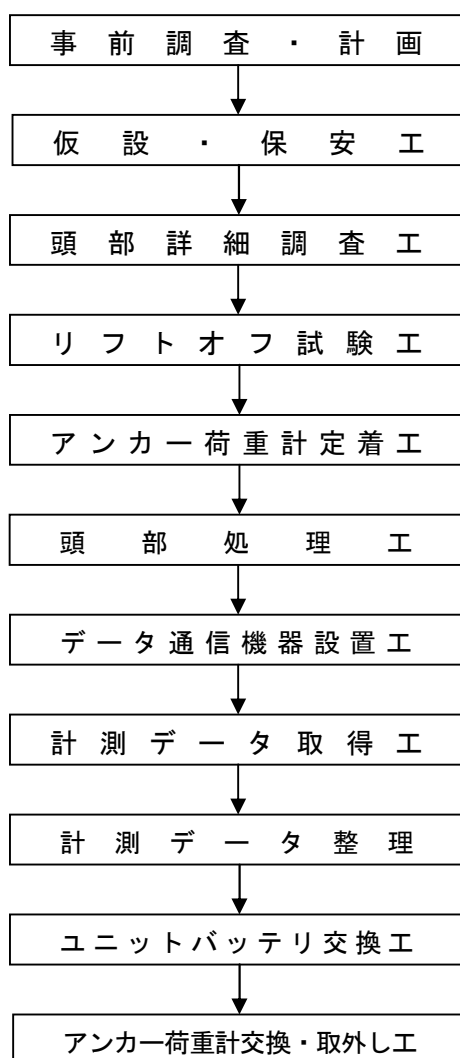 事前調査・計画
仮設・保安工
頭部詳細調査工
リフトオフ試験工
アンカー荷重計定着工
頭部処理工
データ通信機器設置工
計測データ取得工
計測データ整理
ユニットバッテリ交換工
アンカー荷重計交換・取外し工